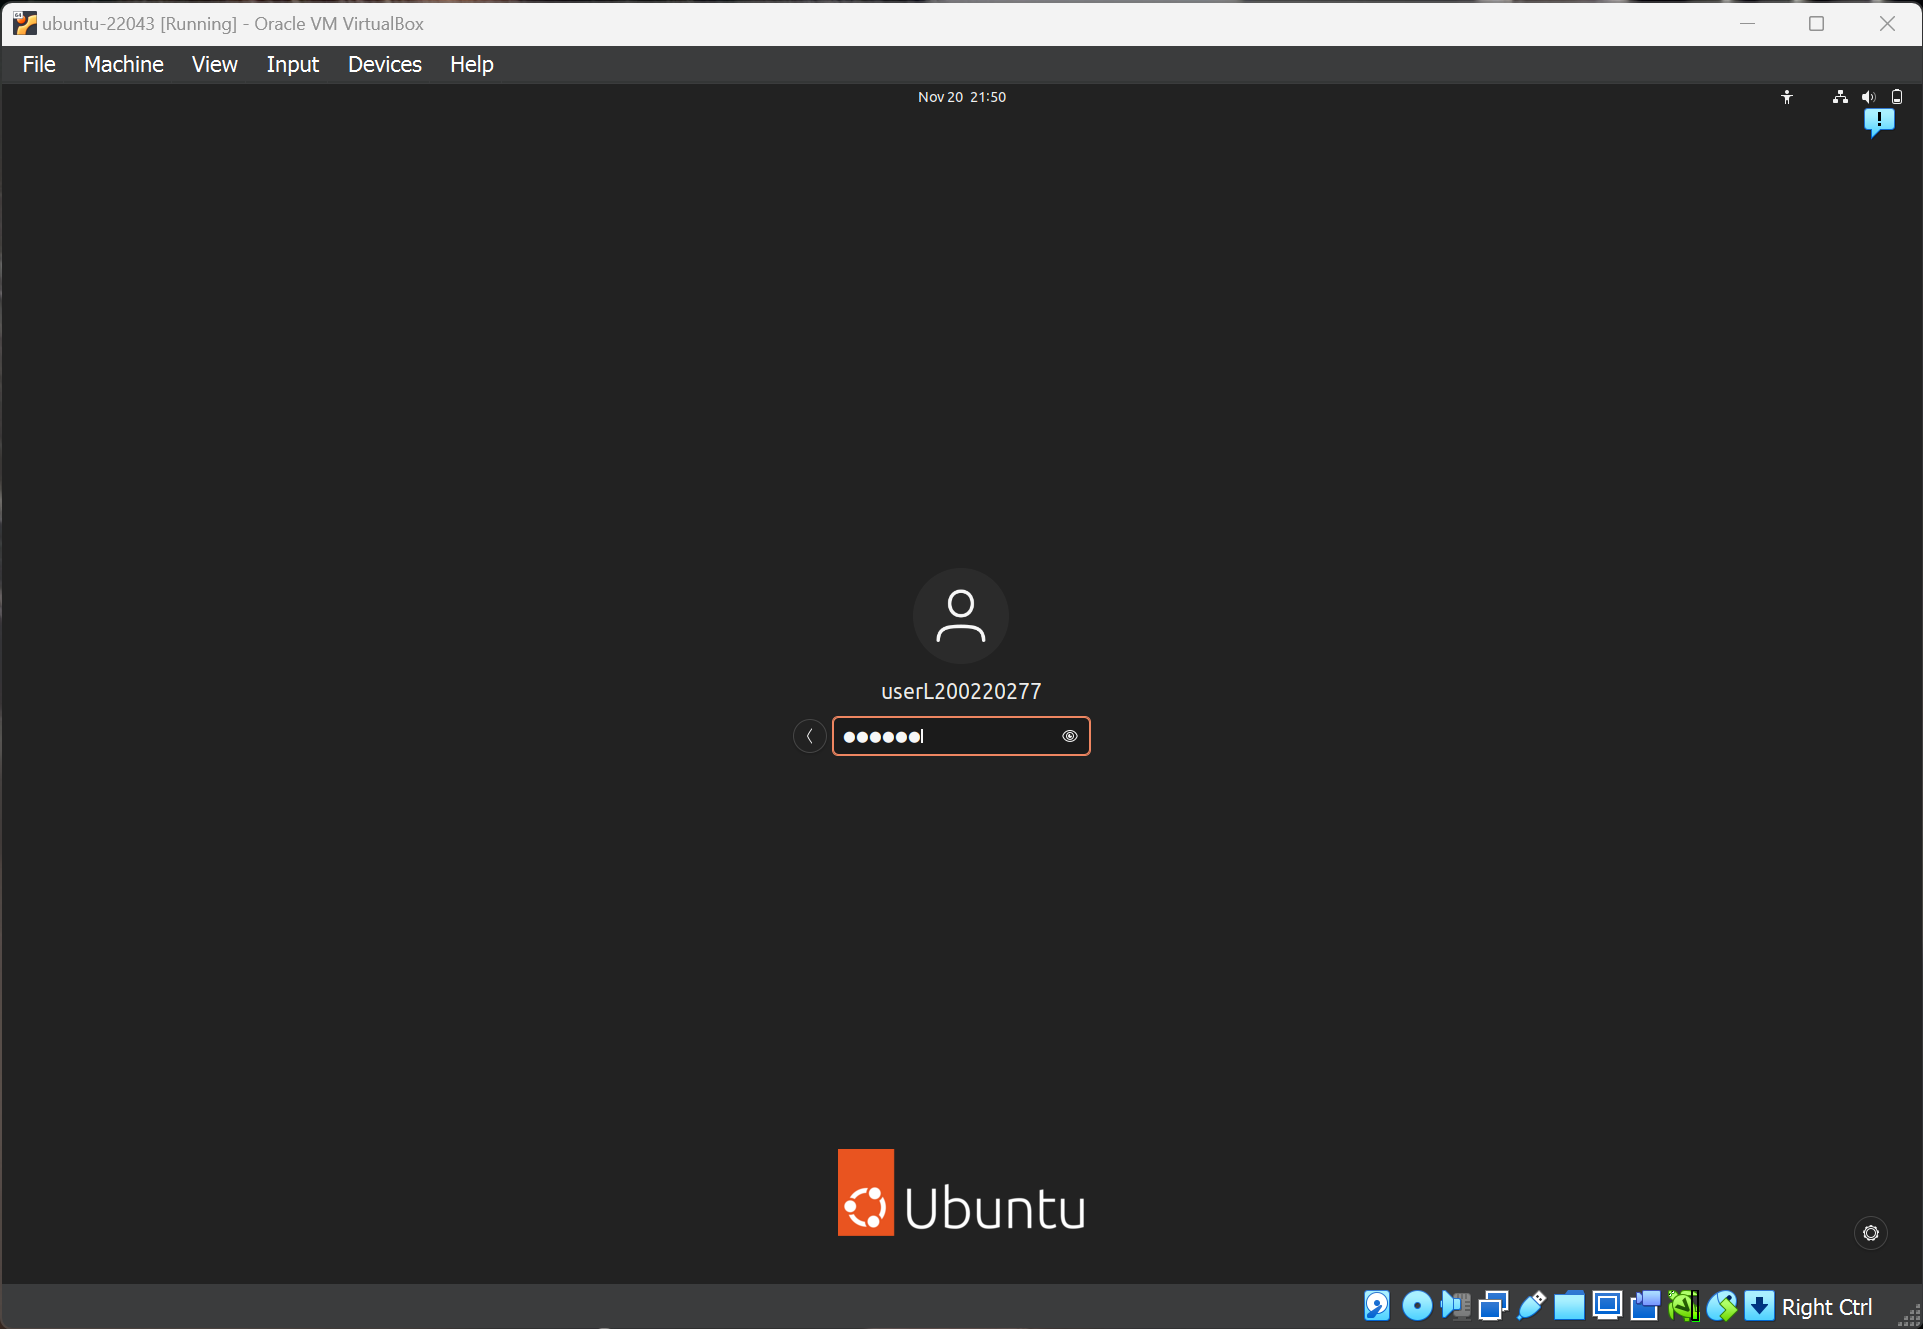 ubuntu-22043 [Running] - Oracle VM VirtualBox
File Machine View Input Devices Help
Nov 20 21:50
userL200220277
Ubuntu
Right Ctrl